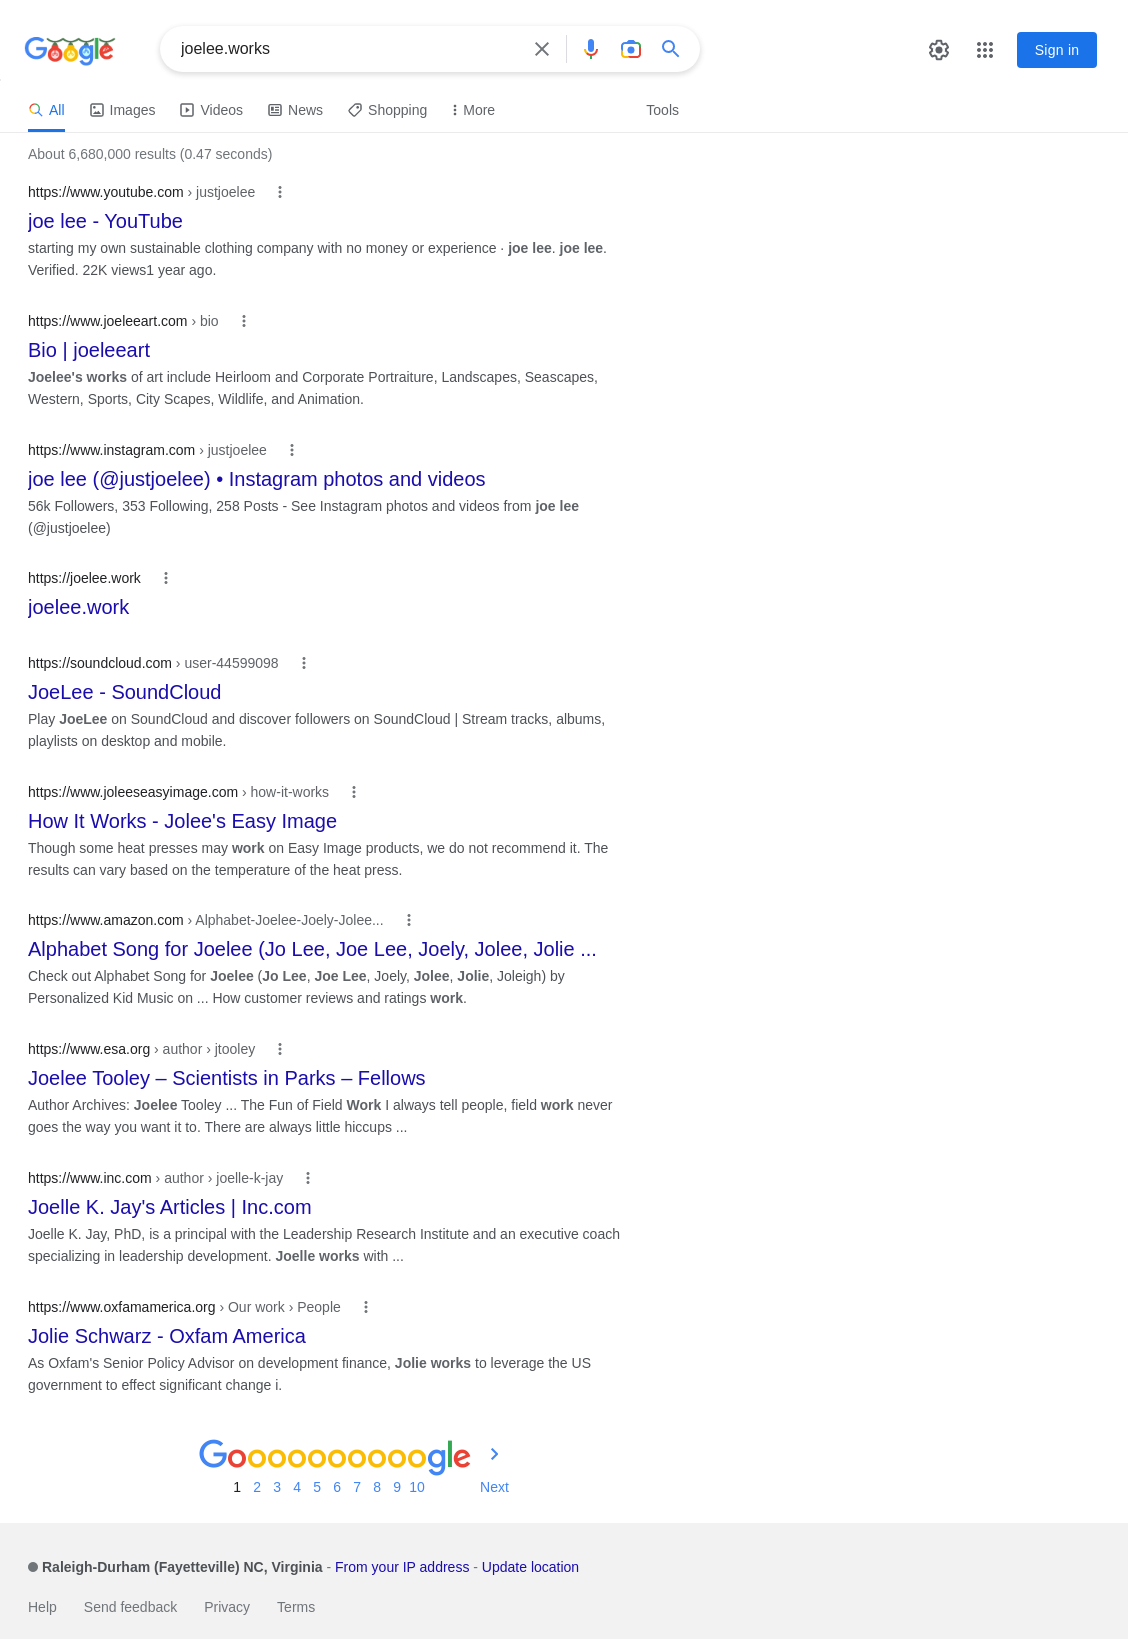 Google
joelee.works
Sign in
All Images Videos News Shopping More Tools
About 6,680,000 results (0.47 seconds)
https://www.youtube.com › justjoelee
joe lee - YouTube
starting my own sustainable clothing company with no money or experience · joe lee. joe lee.
Verified. 22K views1 year ago.
https://www.joeleeart.com › bio
Bio | joeleeart
Joelee's works of art include Heirloom and Corporate Portraiture, Landscapes, Seascapes,
Western, Sports, City Scapes, Wildlife, and Animation.
https://www.instagram.com › justjoelee
joe lee (@justjoelee) • Instagram photos and videos
56k Followers, 353 Following, 258 Posts - See Instagram photos and videos from joe lee
(@justjoelee)
https://joelee.work
joelee.work
https://soundcloud.com › user-44599098
JoeLee - SoundCloud
Play JoeLee on SoundCloud and discover followers on SoundCloud | Stream tracks, albums,
playlists on desktop and mobile.
https://www.joleeseasyimage.com › how-it-works
How It Works - Jolee's Easy Image
Though some heat presses may work on Easy Image products, we do not recommend it. The
results can vary based on the temperature of the heat press.
https://www.amazon.com › Alphabet-Joelee-Joely-Jolee...
Alphabet Song for Joelee (Jo Lee, Joe Lee, Joely, Jolee, Jolie ...
Check out Alphabet Song for Joelee (Jo Lee, Joe Lee, Joely, Jolee, Jolie, Joleigh) by
Personalized Kid Music on ... How customer reviews and ratings work.
https://www.esa.org › author › jtooley
Joelee Tooley – Scientists in Parks – Fellows
Author Archives: Joelee Tooley ... The Fun of Field Work I always tell people, field work never
goes the way you want it to. There are always little hiccups ...
https://www.inc.com › author › joelle-k-jay
Joelle K. Jay's Articles | Inc.com
Joelle K. Jay, PhD, is a principal with the Leadership Research Institute and an executive coach
specializing in leadership development. Joelle works with ...
https://www.oxfamamerica.org › Our work › People
Jolie Schwarz - Oxfam America
As Oxfam's Senior Policy Advisor on development finance, Jolie works to leverage the US
government to effect significant change i.
Goooooooooogle
1 2 3 4 5 6 7 8 9 10 Next
Raleigh-Durham (Fayetteville) NC, Virginia - From your IP address - Update location
Help Send feedback Privacy Terms